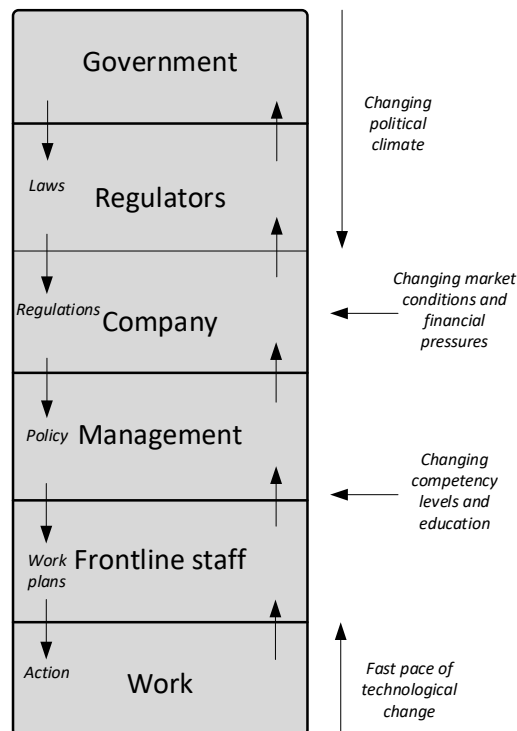 Government
Changing
political
climate
Laws
Regulators
Regulations
Company
Changing market
conditions and
financial
pressures
Policy
Management
Changing
competency
levels and
education
Work
plans
Frontline staff
Action
Work
Fast pace of
technological
change